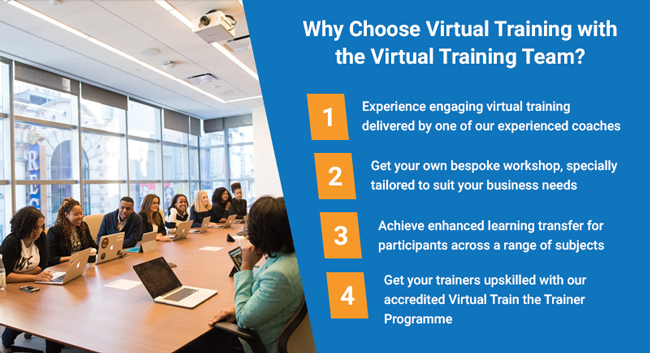 Why Choose Virtual Training with
the Virtual Training Team?
1
Experience engaging virtual training
delivered by one of our experienced coaches
2
Get your own bespoke workshop, specially
tailored to suit your business needs
3
Achieve enhanced learning transfer for
participants across a range of subjects
4
Get your trainers upskilled with our
accredited Virtual Train the Trainer
Programme